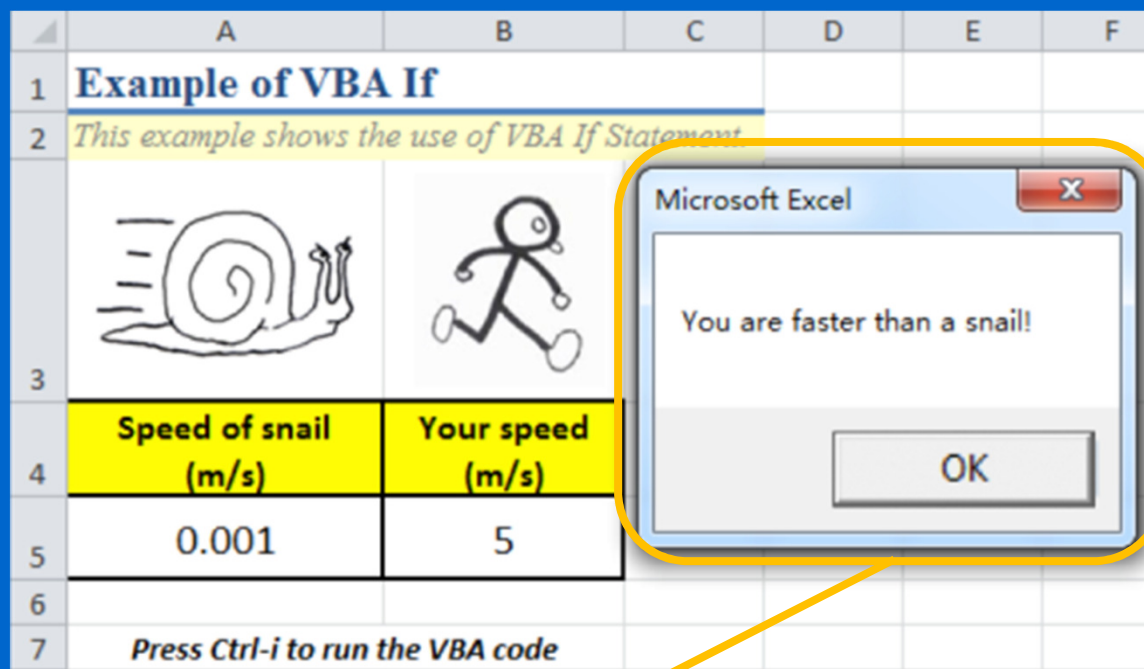 A B C D E F
1 Example of VBA If
2 This example shows the use of VBA If Statement.
Microsoft Excel
You are faster than a snail!
OK
3
4 Speed of snail (m/s) Your speed (m/s)
5 0.001 5
6
7 Press Ctrl-i to run the VBA code